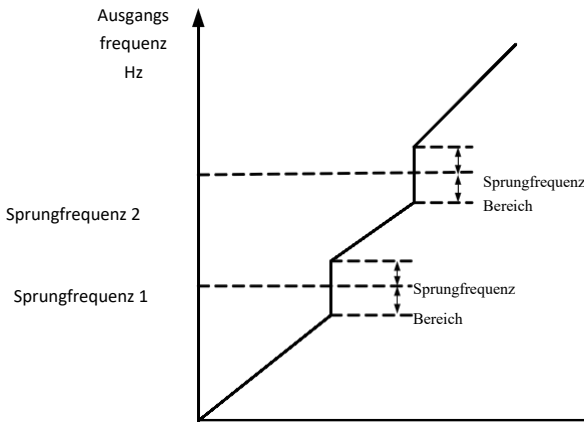 Ausgangs
frequenz
Hz
Sprungfrequenz
Sprungfrequenz 2
Bereich
Sprungfrequenz 1
Sprungfrequenz
Bereich